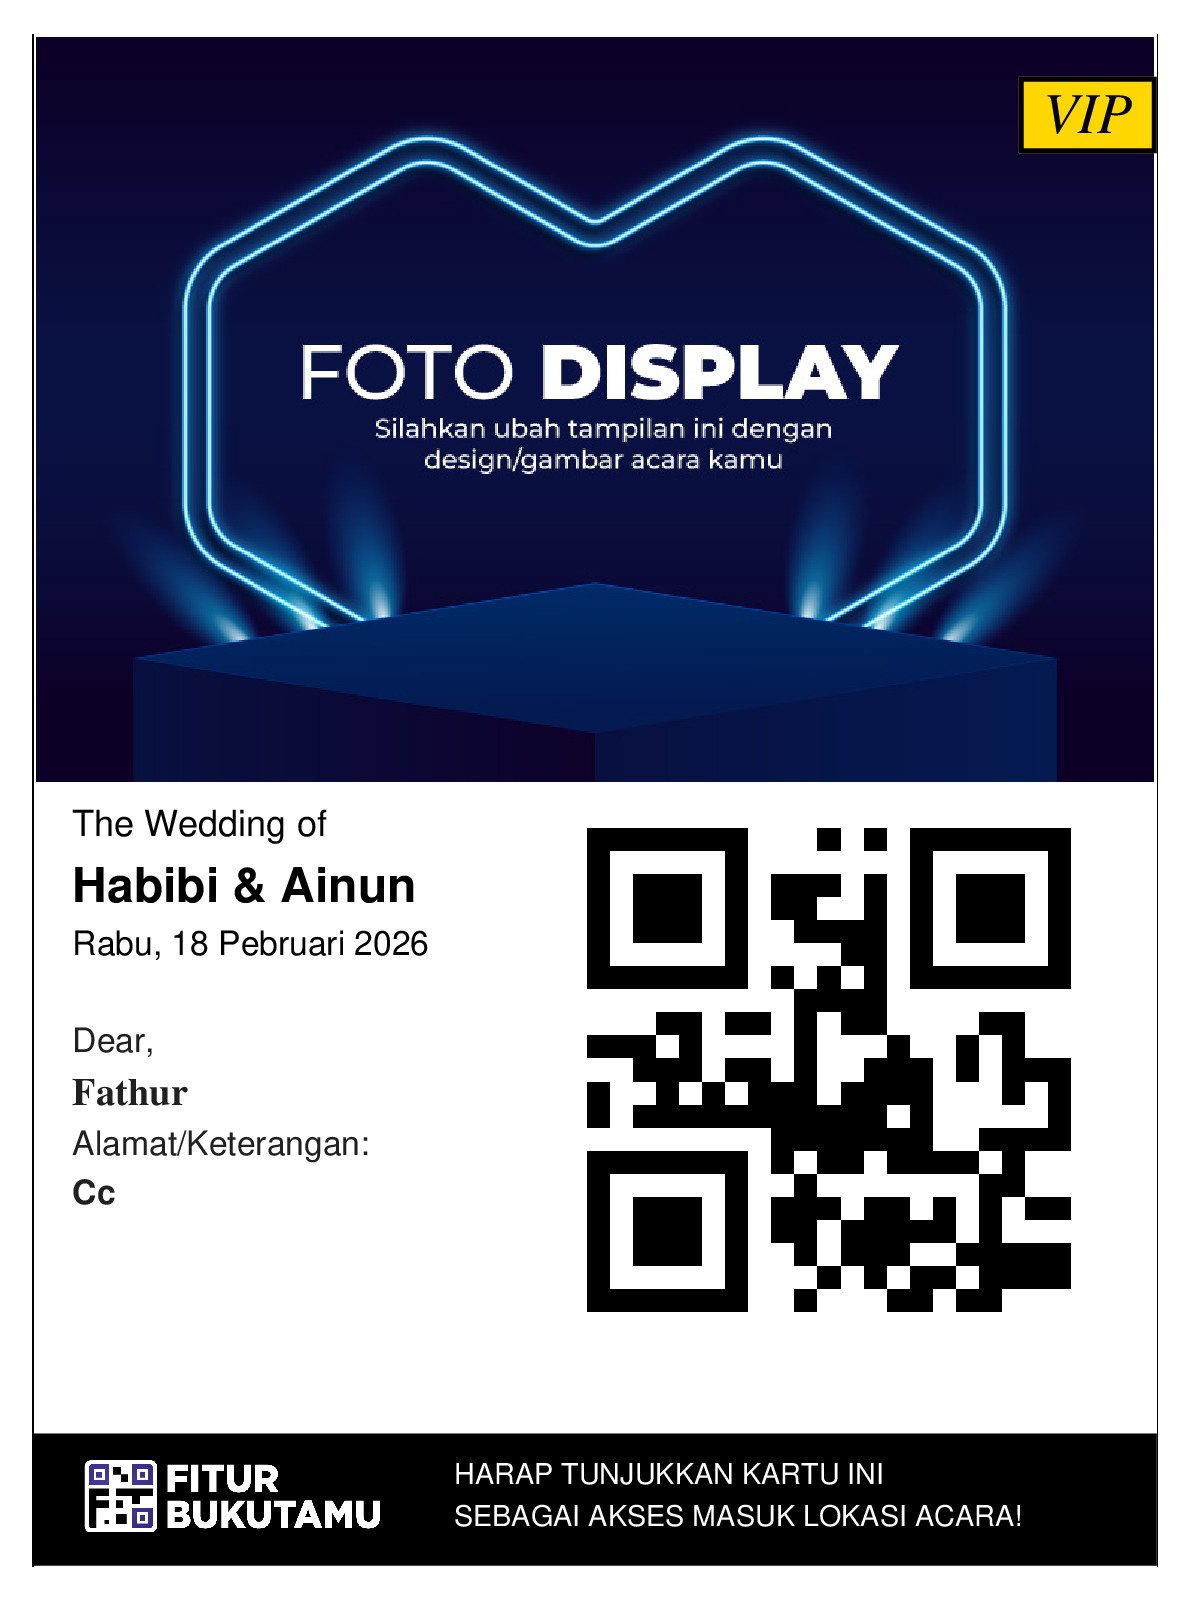 VIP
FOTO DISPLAY
Silahkan ubah tampilan ini dengan
design/gambar acara kamu
The Wedding of
Habibi & Ainun
Rabu, 18 Pebruari 2026
Dear,
Fathur
Alamat/Keterangan:
Cc
FITUR
BUKUTAMU
HARAP TUNJUKKAN KARTU INI
SEBAGAI AKSES MASUK LOKASI ACARA!